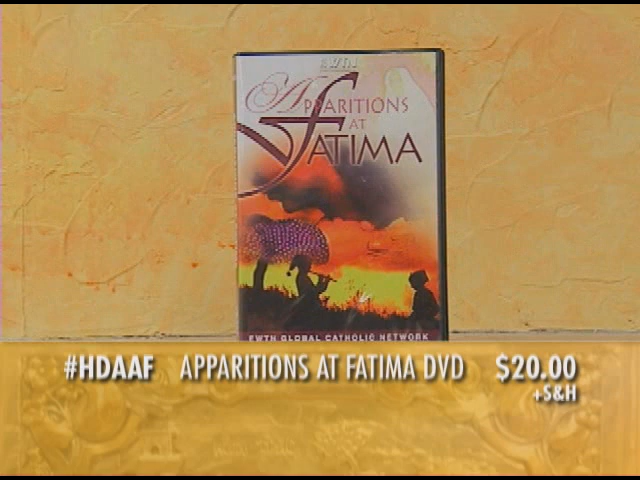 EWTN
APPARITIONS
AT
FATIMA
EWTN GLOBAL CATHOLIC NETWORK
#HDAAF APPARITIONS AT FATIMA DVD $20.00
+S&H